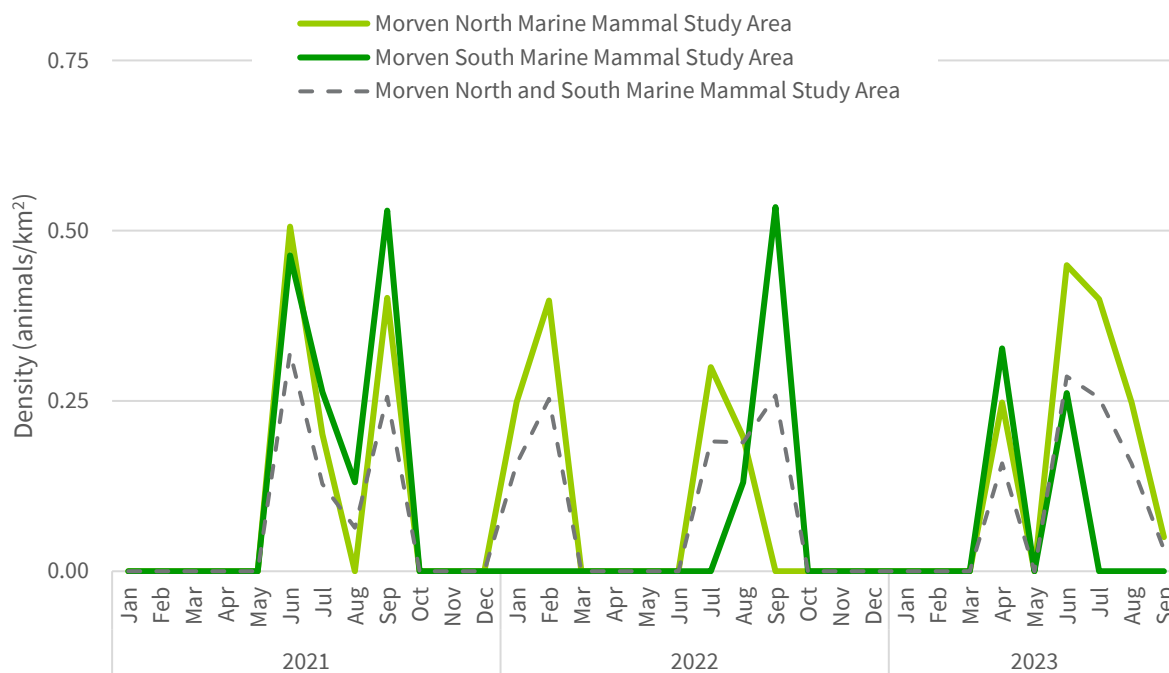 Morven North Marine Mammal Study Area
Morven South Marine Mammal Study Area
Morven North and South Marine Mammal Study Area
Density (animals/km²)
0.75
0.50
0.25
0.00
Jan Feb Mar Apr May Jun Jul Aug Sep Oct Nov Dec Jan Feb Mar Apr May Jun Jul Aug Sep Oct Nov Dec Jan Feb Mar Apr May Jun Jul Aug Sep
2021 2022 2023